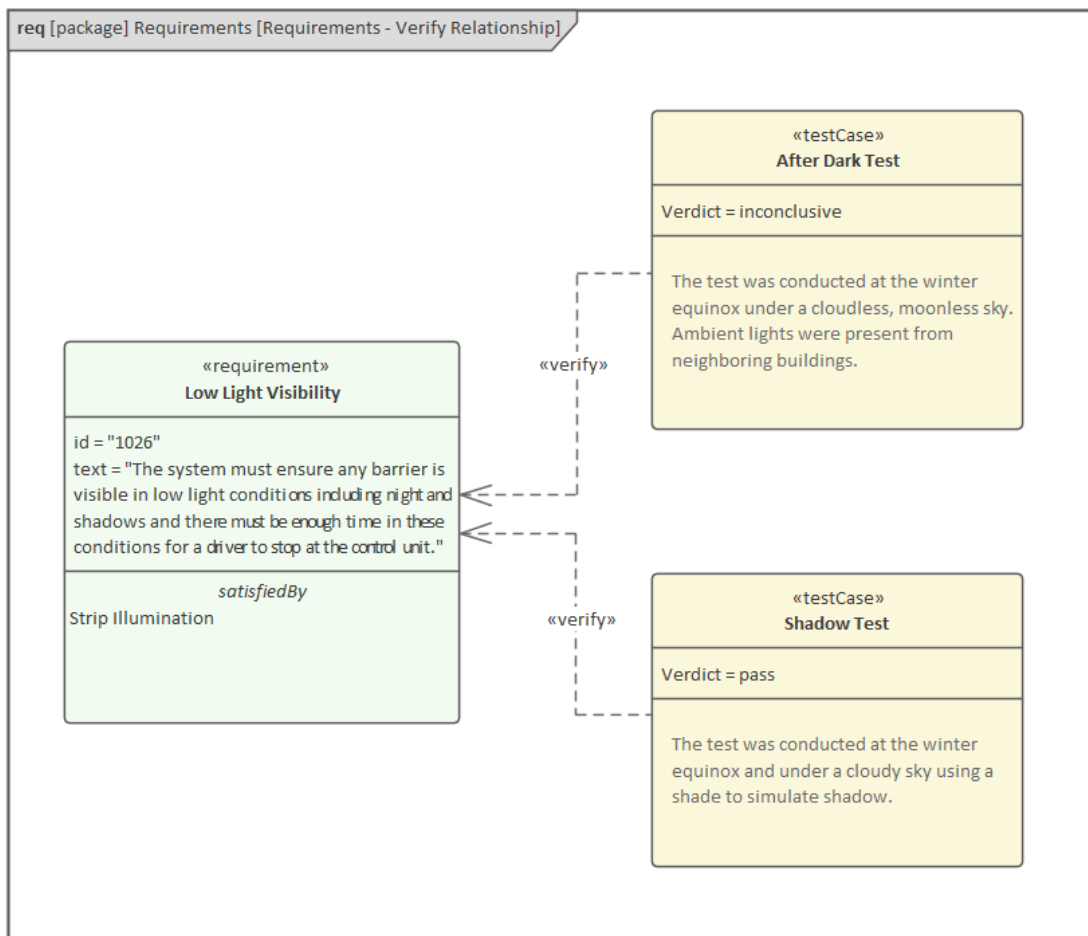 req [package] Requirements [Requirements - Verify Relationship]
«testCase»
After Dark Test
Verdict = inconclusive
The test was conducted at the winter
equinox under a cloudless, moonless sky.
Ambient lights were present from
neighboring buildings.
«verify»
«requirement»
Low Light Visibility
id = "1026"
text = "The system must ensure any barrier is
visible in low light conditions including night and
shadows and there must be enough time in these
conditions for a driver to stop at the control unit."
satisfiedBy
Strip Illumination
«verify»
«testCase»
Shadow Test
Verdict = pass
The test was conducted at the winter
equinox and under a cloudy sky using a
shade to simulate shadow.